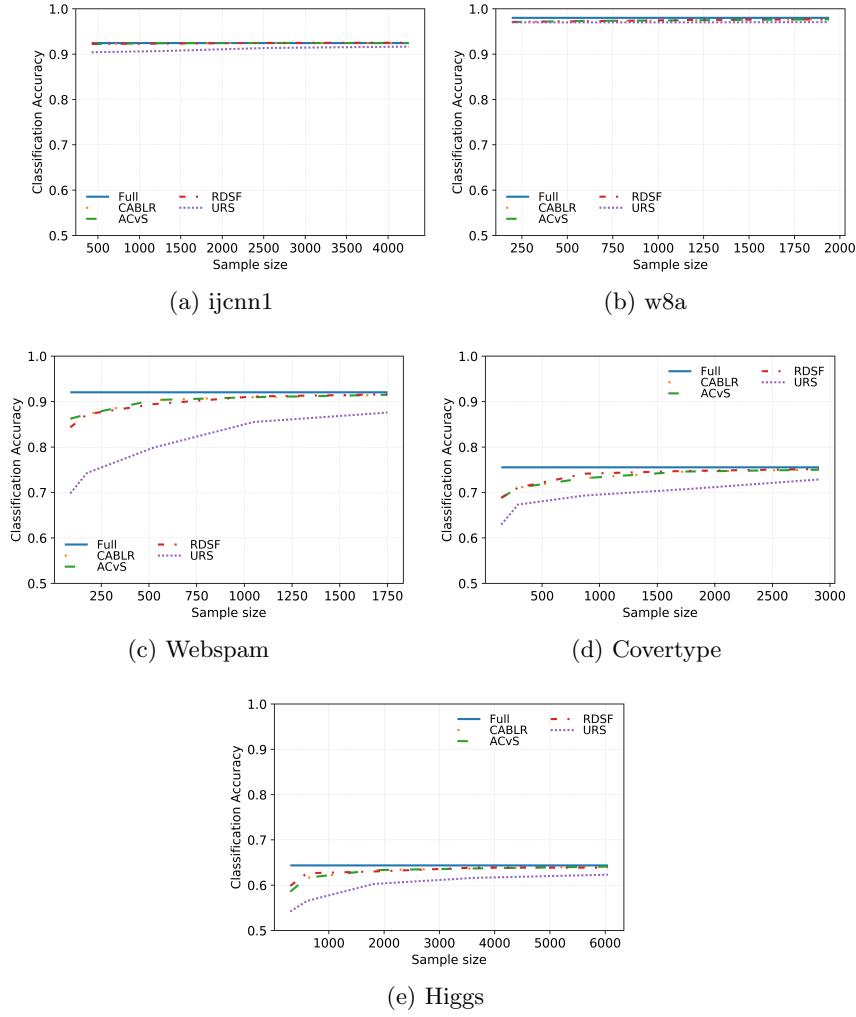 1.0
0.9
0.8
0.7
0.6
0.5
Classification Accuracy
Full
CABLR
ACvS
RDSF
URS
500 1000 1500 2000 2500 3000 3500 4000
Sample size
(a) ijcnn1
1.0
0.9
0.8
0.7
0.6
0.5
Classification Accuracy
Full
CABLR
ACvS
RDSF
URS
250 500 750 1000 1250 1500 1750 2000
Sample size
(b) w8a
1.0
0.9
0.8
0.7
0.6
0.5
Classification Accuracy
Full
CABLR
ACvS
RDSF
URS
250 500 750 1000 1250 1500 1750
Sample size
(c) Webspam
1.0
0.9
0.8
0.7
0.6
0.5
Classification Accuracy
Full
CABLR
ACvS
RDSF
URS
500 1000 1500 2000 2500 3000
Sample size
(d) Covertype
1.0
0.9
0.8
0.7
0.6
0.5
Classification Accuracy
Full
CABLR
ACvS
RDSF
URS
1000 2000 3000 4000 5000 6000
Sample size
(e) Higgs